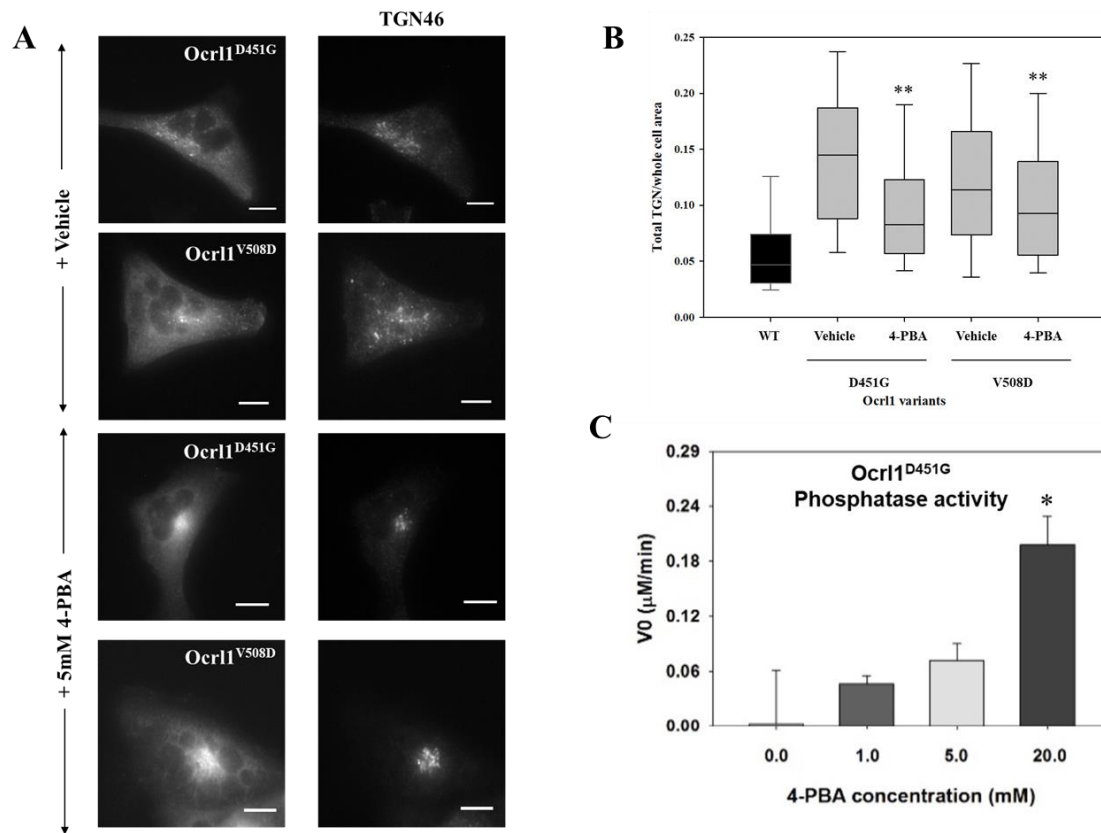 A
TGN46
Ocrl1D451G
+ Vehicle
Ocrl1V508D
Ocrl1D451G
+ 5mM 4-PBA
Ocrl1V508D
B
Total TGN/whole cell area
0.25
0.20
0.15
0.10
0.05
0.00
** **
WT Vehicle 4-PBA Vehicle 4-PBA
D451G V508D
Ocrl1 variants
C
Ocrl1D451G
Phosphatase activity
*
V0 (µM/min)
0.29
0.24
0.18
0.12
0.06
0.00
0.0 1.0 5.0 20.0
4-PBA concentration (mM)